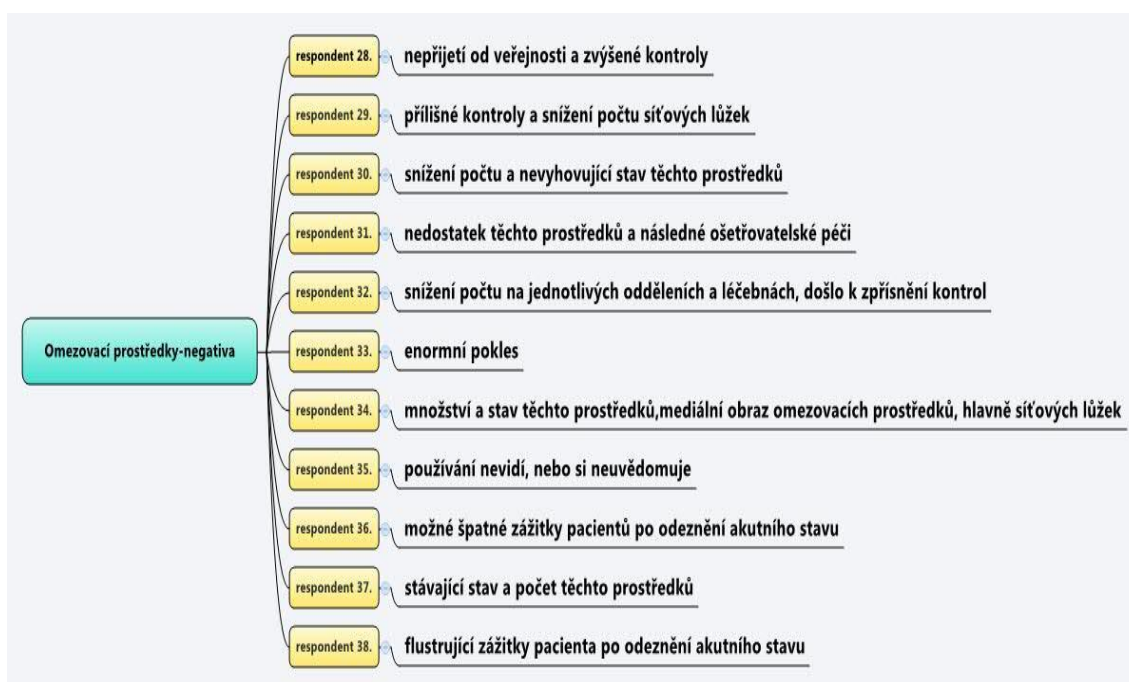 Omezovací prostředky-negativa
respondent 28. nepřijetí od veřejnosti a zvýšené kontroly
respondent 29. přílišné kontroly a snížení počtu síťových lůžek
respondent 30. snížení počtu a nevyhovující stav těchto prostředků
respondent 31. nedostatek těchto prostředků a následné ošetřovatelské péči
respondent 32. snížení počtu na jednotlivých odděleních a léčebnách, došlo k zpřísnění kontrol
respondent 33. enormní pokles
respondent 34. množství a stav těchto prostředků,mediální obraz omezovacích prostředků, hlavně síťových lůžek
respondent 35. používání nevidí, nebo si neuvědomuje
respondent 36. možné špatné zážitky pacientů po odeznění akutního stavu
respondent 37. stávající stav a počet těchto prostředků
respondent 38. flustrující zážitky pacienta po odeznění akutního stavu